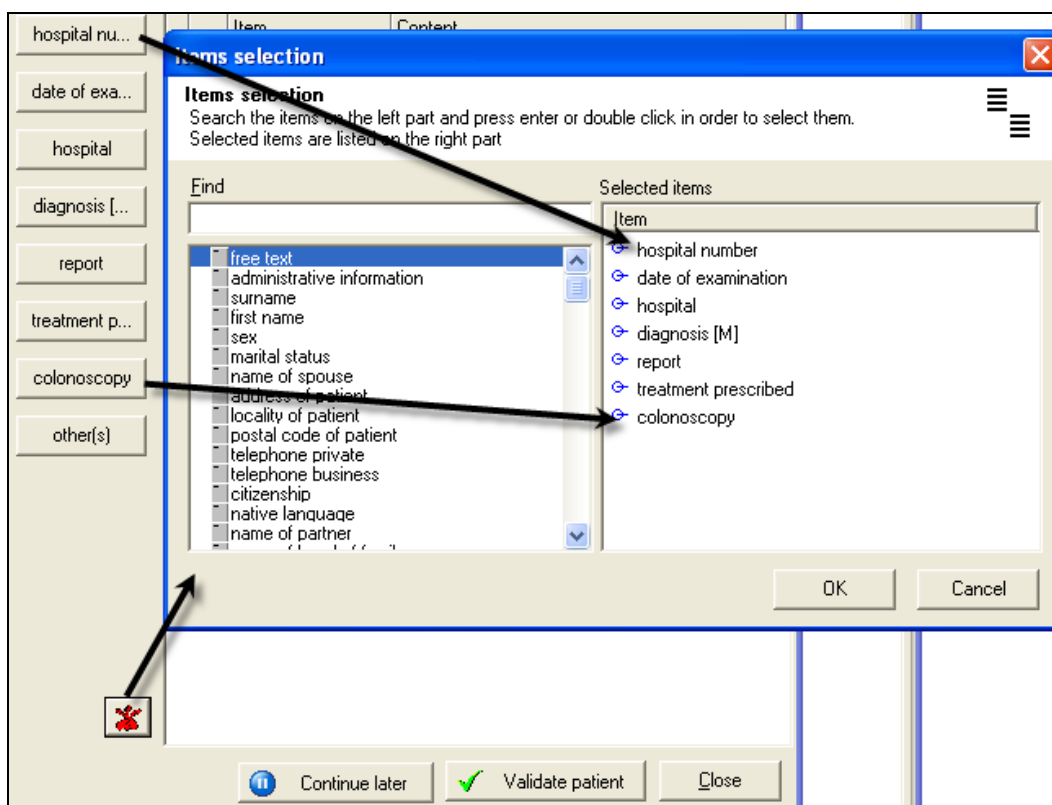 hospital nu...
date of exa...
hospital
diagnosis [...
report
treatment p...
colonoscopy
other(s)
Item Content
Items selection
Items selection
Search the items on the left part and press enter or double click in order to select them.
Selected items are listed on the right part
Find
free text
administrative information
surname
first name
sex
marital status
name of spouse
address of patient
locality of patient
postal code of patient
telephone private
telephone business
citizenship
native language
name of partner
Selected items
Item
hospital number
date of examination
hospital
diagnosis [M]
report
treatment prescribed
colonoscopy
OK
Cancel
Continue later
Validate patient
Close